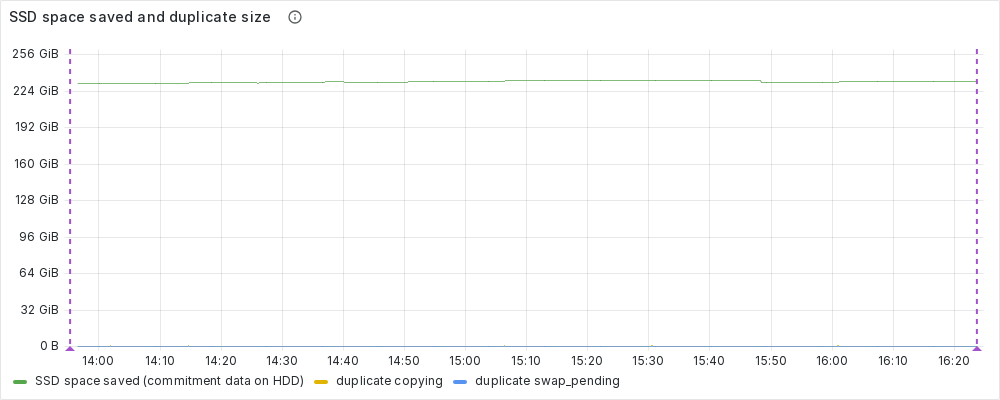 SSD space saved and duplicate size
256 GiB
224 GiB
192 GiB
160 GiB
128 GiB
96 GiB
64 GiB
32 GiB
0 B
14:00 14:10 14:20 14:30 14:40 14:50 15:00 15:10 15:20 15:30 15:40 15:50 16:00 16:10 16:20
SSD space saved (commitment data on HDD) duplicate copying duplicate swap_pending